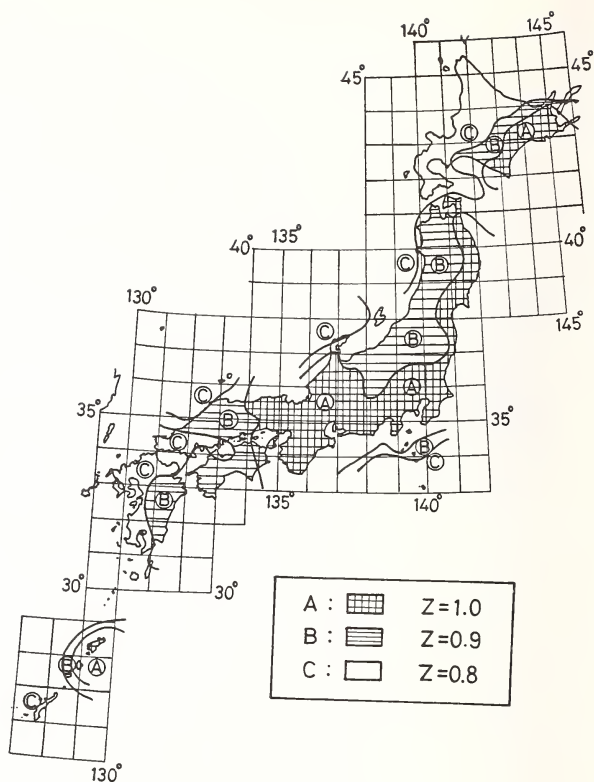 140° 145°
45° 45°
C
A
B
40° 135°
40°
C B
130° 145°
C
B
C A
A
35° B 35°
C B
C
C
B
135° 140°
30° 30°
A : Z=1.0
B : Z=0.9
C : Z=0.8
B A
C
130°